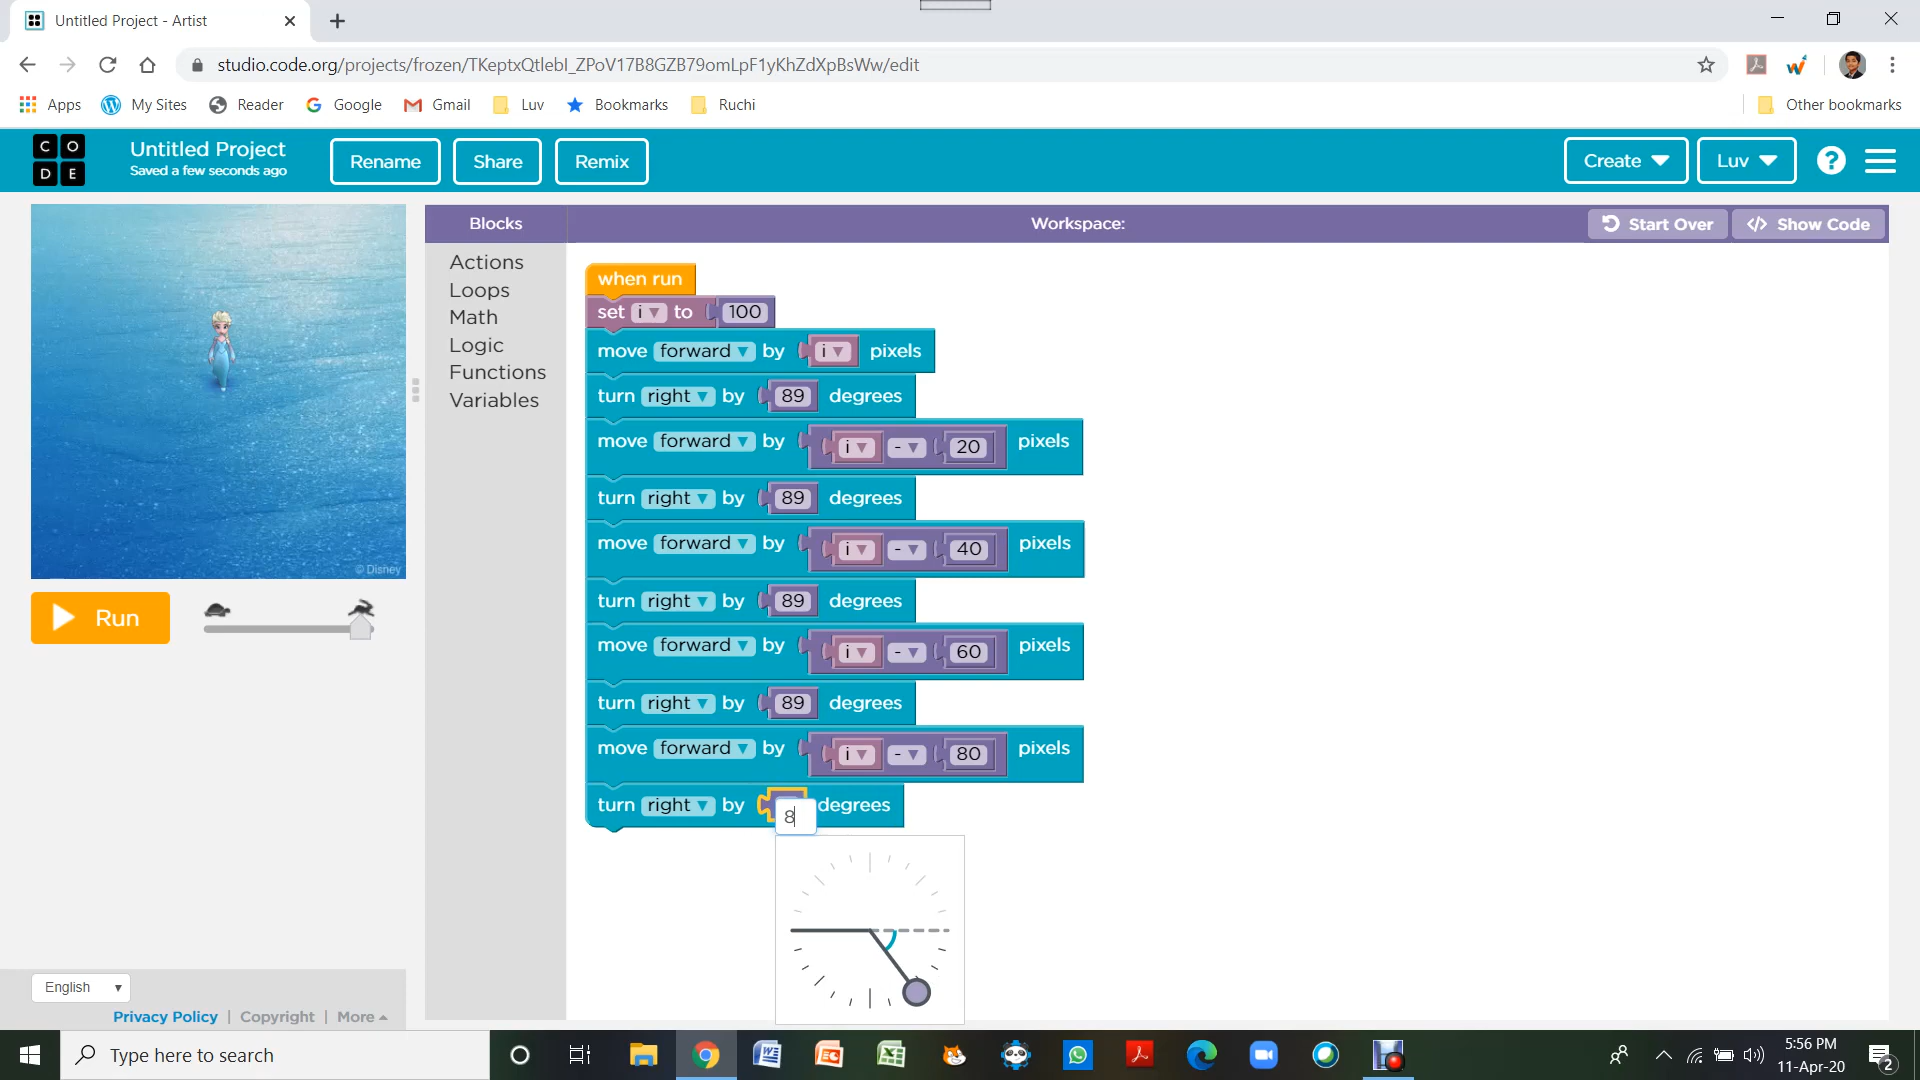 Untitled Project - Artist
studio.code.org/projects/frozen/TKeptxQtlebI_ZPoV17B8GZB79omLpF1yKhZdXpBsWw/edit
Apps My Sites Reader Google Gmail Luv Bookmarks Ruchi Other bookmarks
CODE
Untitled Project
Saved a few seconds ago
Rename Share Remix Create Luv ?
Blocks Workspace: Start Over Show Code
Actions
Loops
Math
Logic
Functions
Variables
when run
set i to 100
move forward by i pixels
turn right by 89 degrees
move forward by i - 20 pixels
turn right by 89 degrees
move forward by i - 40 pixels
turn right by 89 degrees
move forward by i - 60 pixels
turn right by 89 degrees
move forward by i - 80 pixels
turn right by 8 degrees
© Disney
Run
English
Privacy Policy | Copyright | More
Type here to search
5:56 PM
11-Apr-20
2